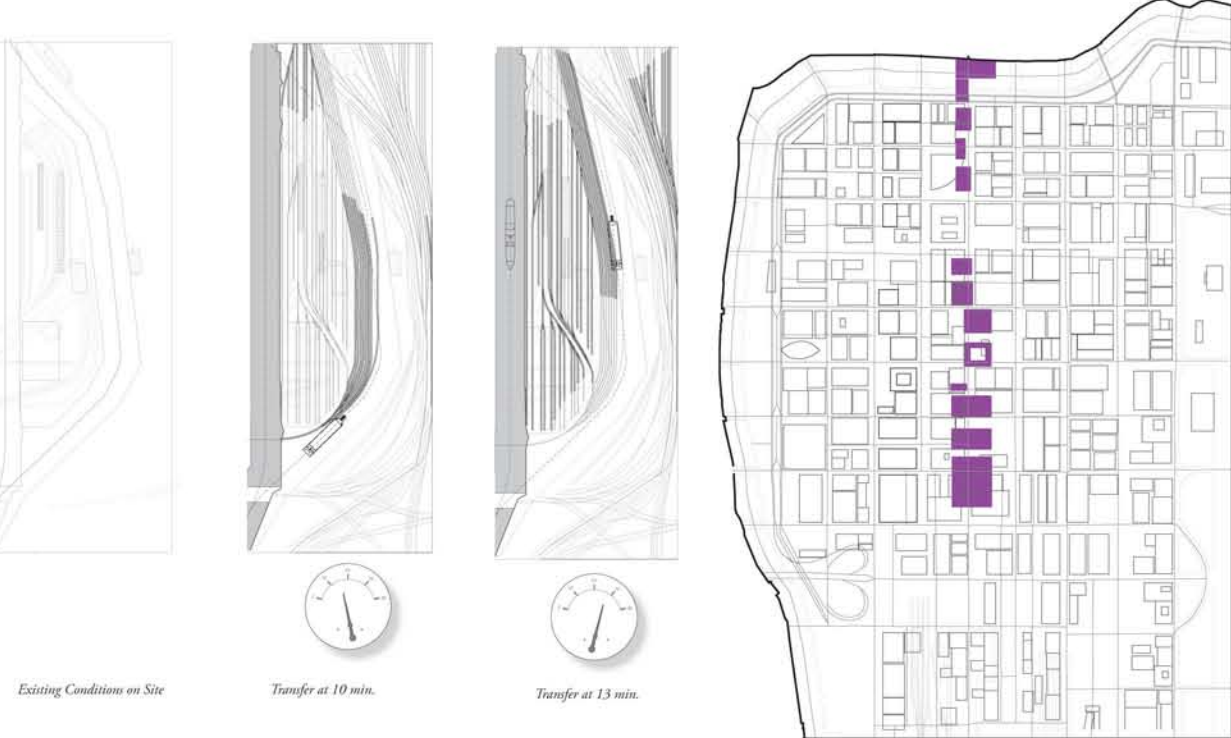 Existing Conditions on Site
Transfer at 10 min.
Transfer at 13 min.